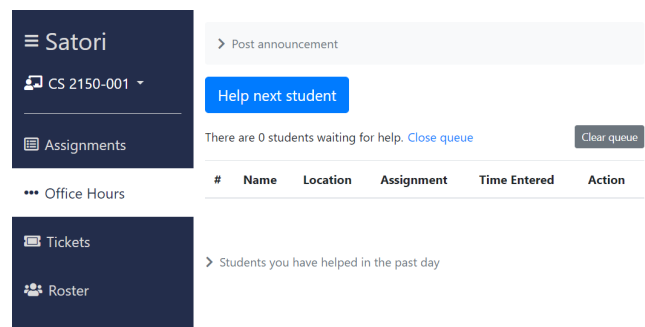 Satori
CS 2150-001
Assignments
Office Hours
Tickets
Roster
Post announcement
Help next student
There are 0 students waiting for help. Close queue
Clear queue
# Name Location Assignment Time Entered Action
Students you have helped in the past day